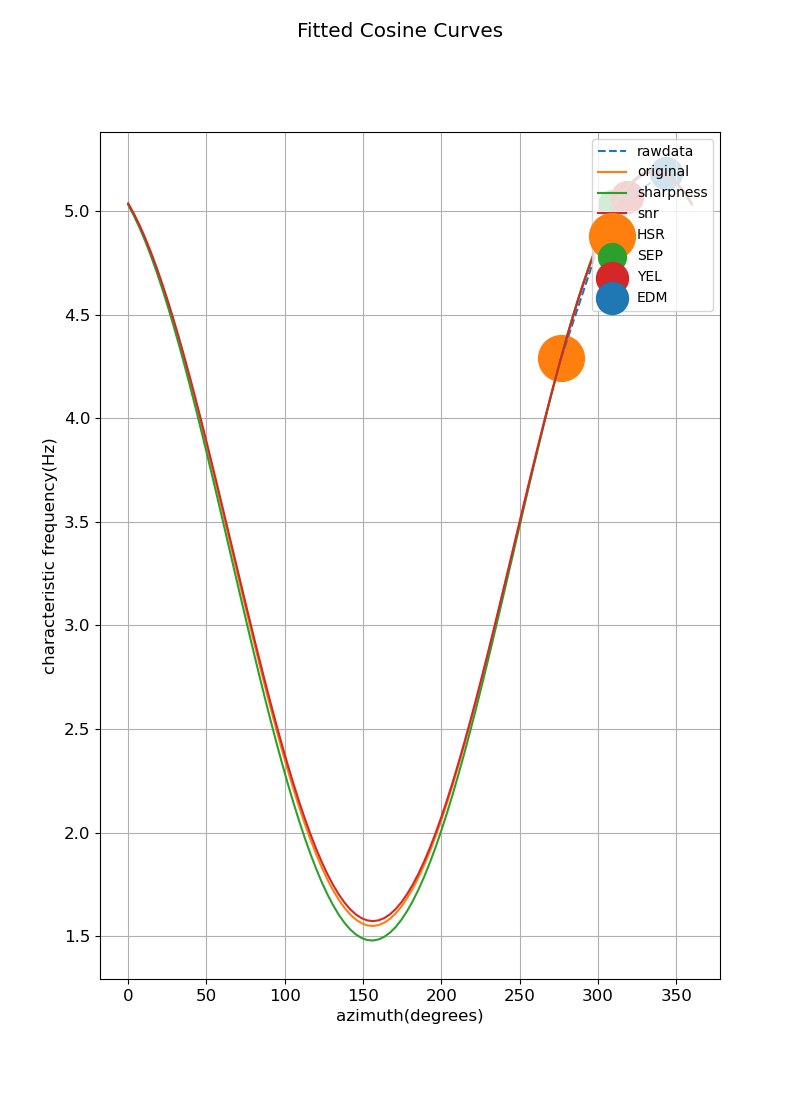 Fitted Cosine Curves
rawdata
original
sharpness
snr
HSR
SEP
YEL
EDM
5.0
4.5
4.0
3.5
3.0
2.5
2.0
1.5
characteristic frequency(Hz)
0 50 100 150 200 250 300 350
azimuth(degrees)